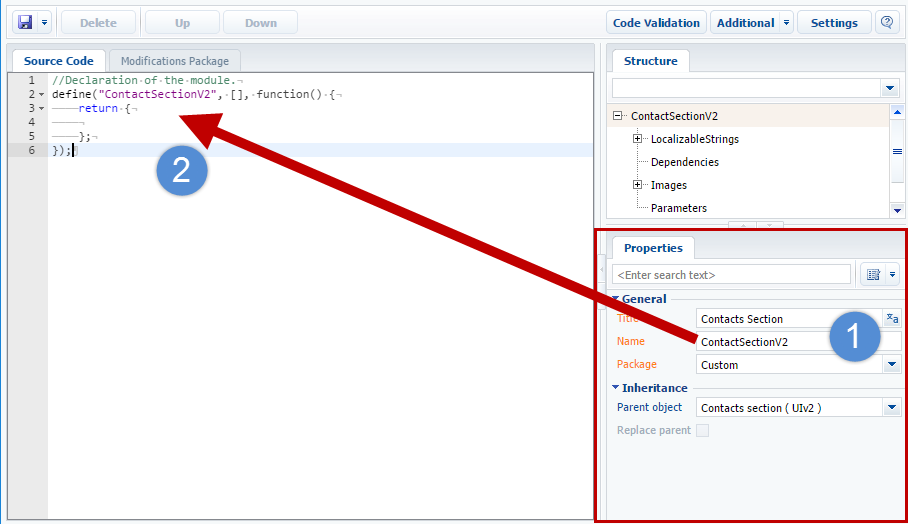 Delete Up Down Code Validation Additional Settings
Source Code Modifications Package
1 //Declaration·of·the·module.·¬
2 define("ContactSectionV2",·[],·function()·{¬
3 return·{¬
4 ¬
5 };¬
6 });
2
Structure
ContactSectionV2
LocalizableStrings
Dependencies
Images
Parameters
Properties
<Enter search text>
General
Title Contacts Section
Name ContactSectionV2
1
Package Custom
Inheritance
Parent object Contacts section ( UIv2 )
Replace parent